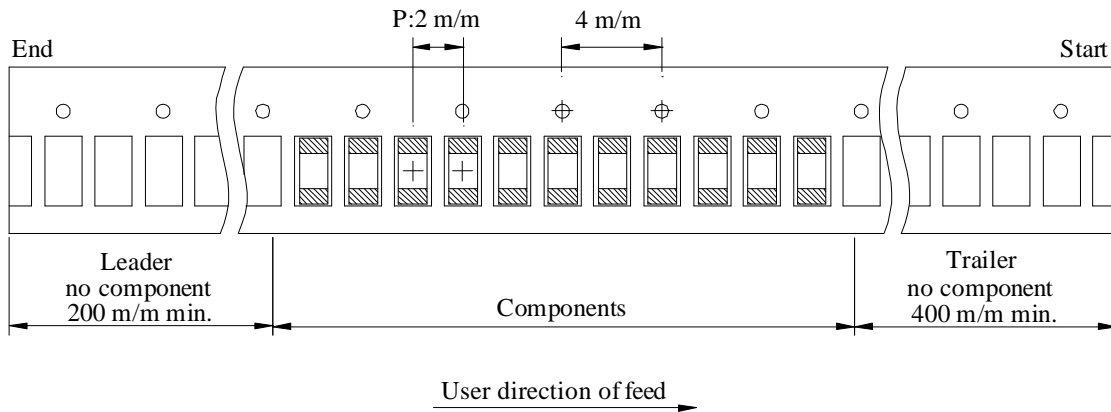 P:2 m/m
4 m/m
End
Start
Leader
no component
200 m/m min.
Components
Trailer
no component
400 m/m min.
User direction of feed